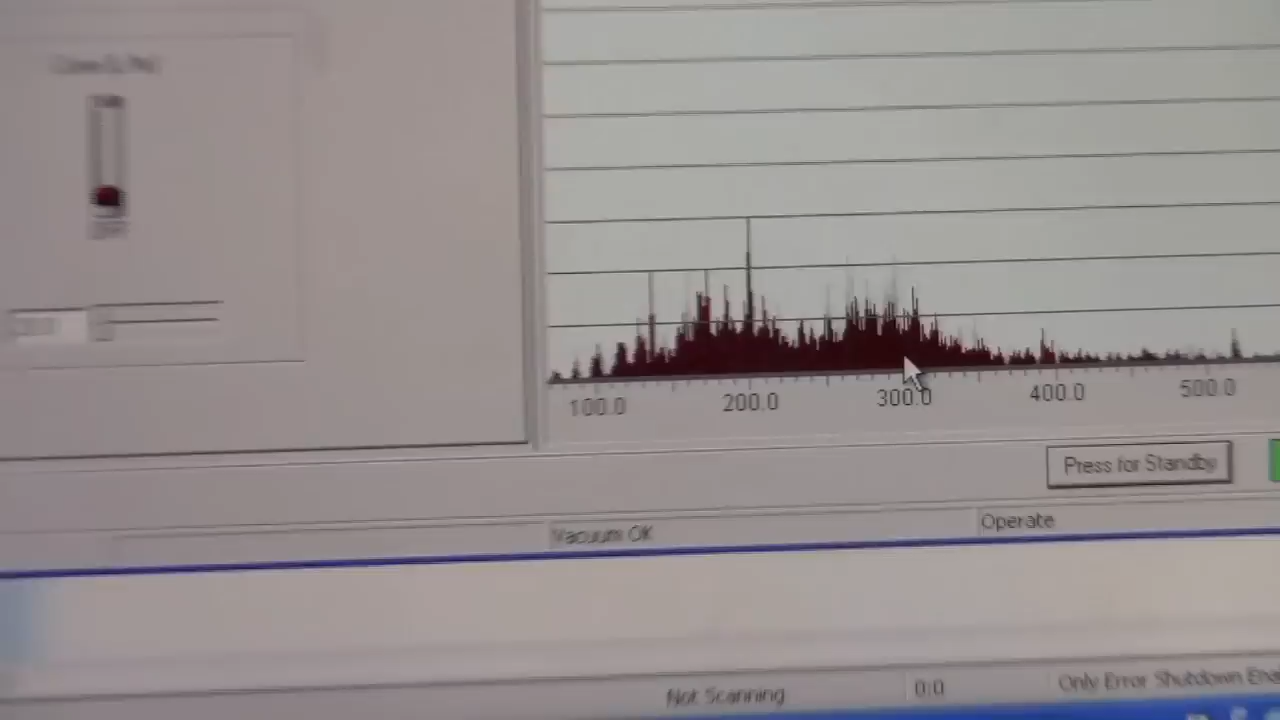 100.0 200.0 300.0 400.0 500.0
Press for Standby
Vacuum OK Operate
Not Scanning 0:0 Only Error Shutdown Ena